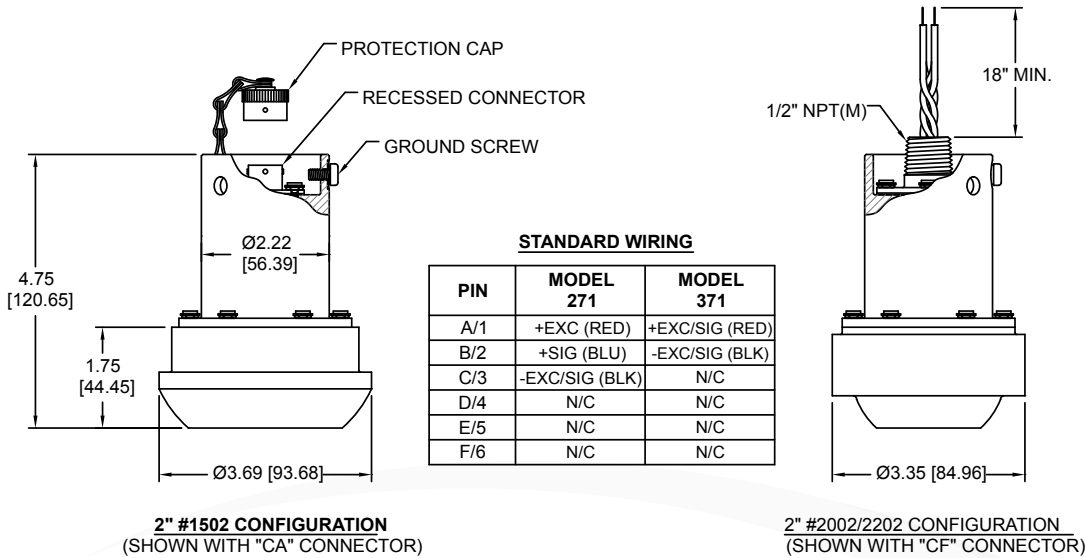 PROTECTION CAP
RECESSED CONNECTOR
GROUND SCREW
Ø2.22
[56.39]
4.75
[120.65]
1.75
[44.45]
Ø3.69 [93.68]
2" #1502 CONFIGURATION
(SHOWN WITH "CA" CONNECTOR)
STANDARD WIRING
PIN MODEL 271 MODEL 371
A/1 +EXC (RED) +EXC/SIG (RED)
B/2 +SIG (BLU) -EXC/SIG (BLK)
C/3 -EXC/SIG (BLK) N/C
D/4 N/C N/C
E/5 N/C N/C
F/6 N/C N/C
18" MIN.
1/2" NPT(M)
Ø3.35 [84.96]
2" #2002/2202 CONFIGURATION
(SHOWN WITH "CF" CONNECTOR)